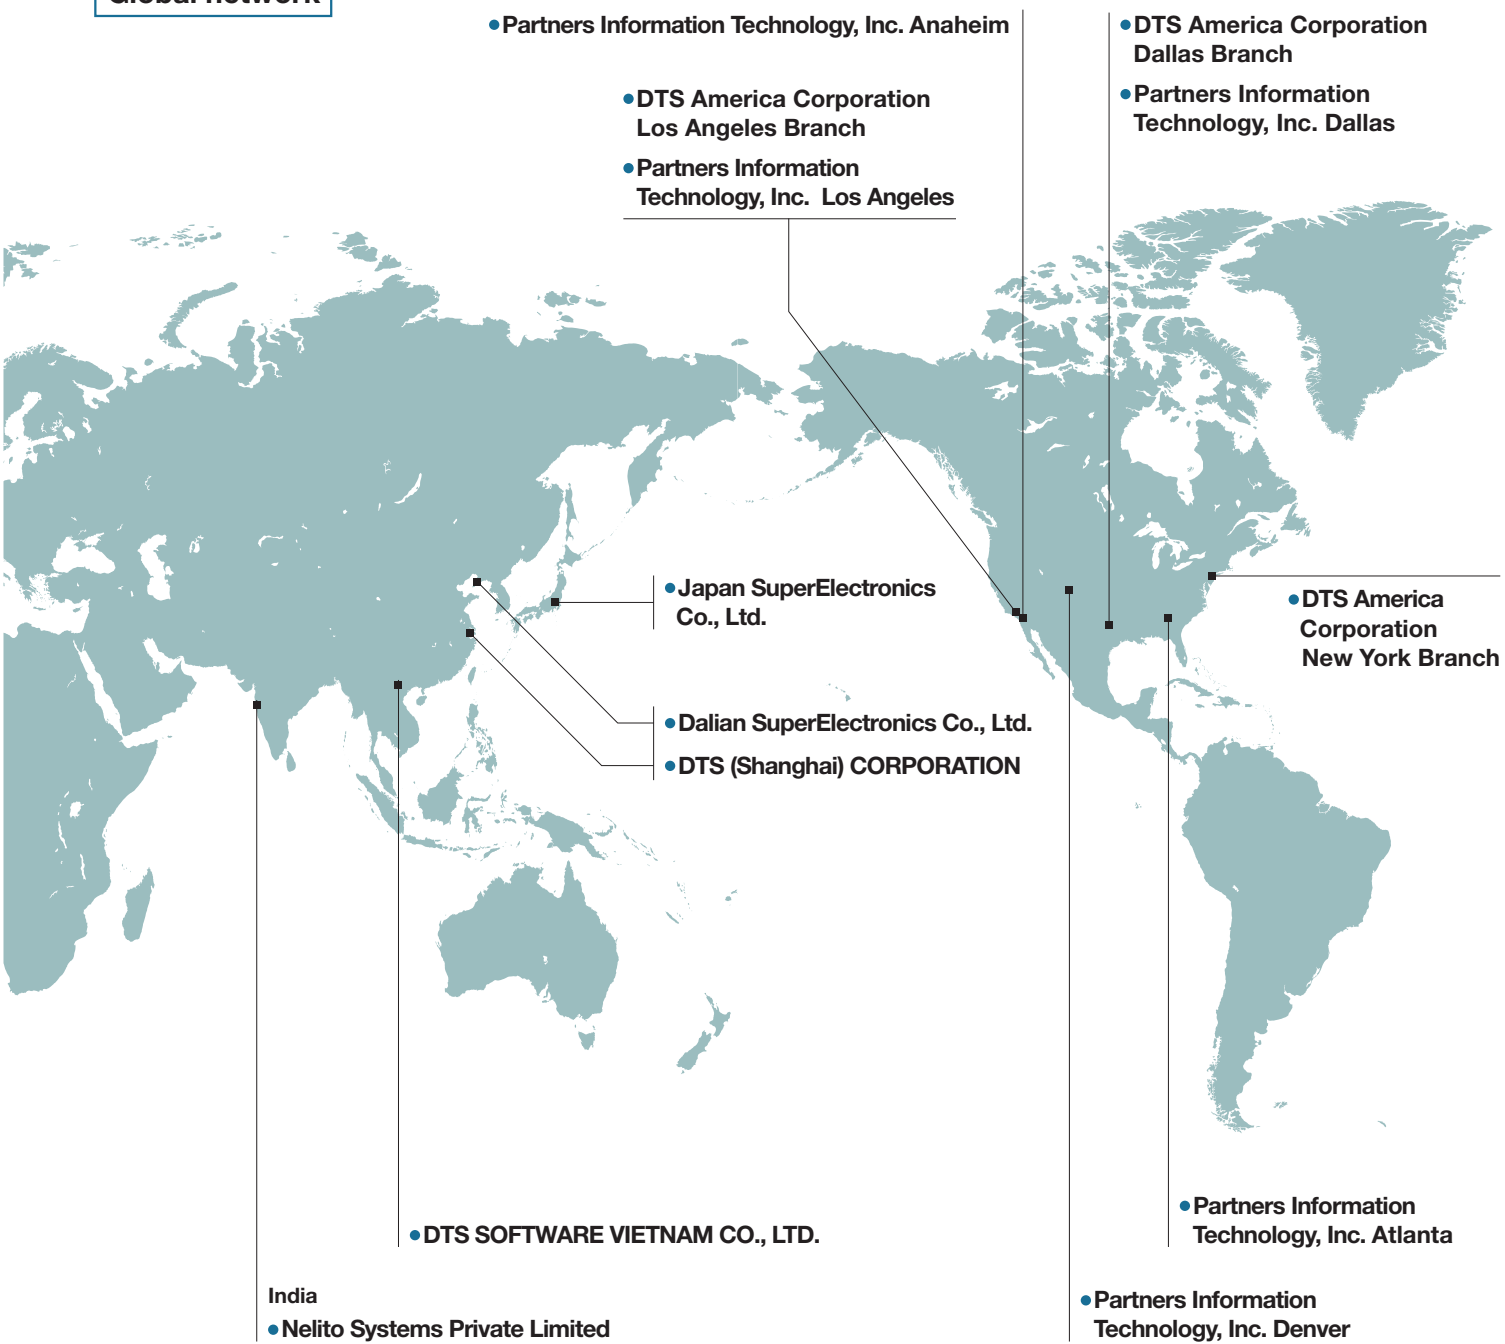 Global network
●Partners Information Technology, Inc. Anaheim
●DTS America Corporation
Dallas Branch
●Partners Information
Technology, Inc. Dallas
●DTS America Corporation
Los Angeles Branch
●Partners Information
Technology, Inc. Los Angeles
●Japan SuperElectronics
Co., Ltd.
●DTS America
Corporation
New York Branch
●Dalian SuperElectronics Co., Ltd.
●DTS (Shanghai) CORPORATION
●Partners Information
Technology, Inc. Atlanta
●DTS SOFTWARE VIETNAM CO., LTD.
India
●Nelito Systems Private Limited
●Partners Information
Technology, Inc. Denver